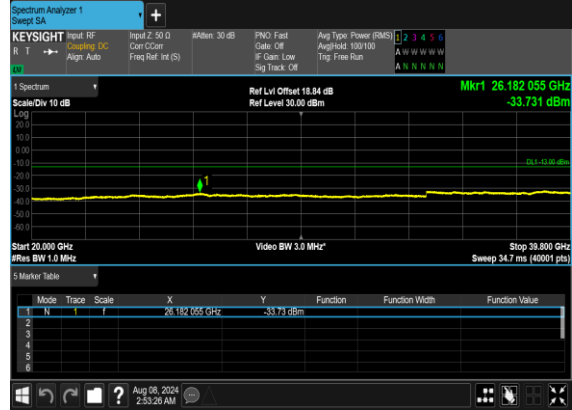 Spectrum Analyzer 1
Swept SA
+
KEYSIGHT Input: RF Input Z: 50 Ω #Atten: 30 dB PNO: Fast Avg Type: Power (RMS) 1 2 3 4 5 6
R T Coupling: DC Corr CCorr Gate: Off Avg|Hold: 100/100 A W W W W W
Align: Auto Freq Ref: Int (S) IF Gain: Low Trig: Free Run
Sig Track: Off A N N N N N
1 Spectrum
Ref Lvl Offset 18.84 dB
Mkr1 26.182 055 GHz
Scale/Div 10 dB Ref Level 30.00 dBm -33.731 dBm
Log
20.0
10.0
0.00
-10.0
DL1 -13.00 dBm
-20.0
1
-30.0
-40.0
-50.0
-60.0
Start 20.000 GHz Video BW 3.0 MHz* Stop 39.800 GHz
#Res BW 1.0 MHz Sweep 34.7 ms (40001 pts)
5 Marker Table
Mode Trace Scale X Y Function Function Width Function Value
1 N 1 f 26.182 055 GHz -33.73 dBm
2
3
4
5
6
?
Aug 08, 2024
2:53:26 AM